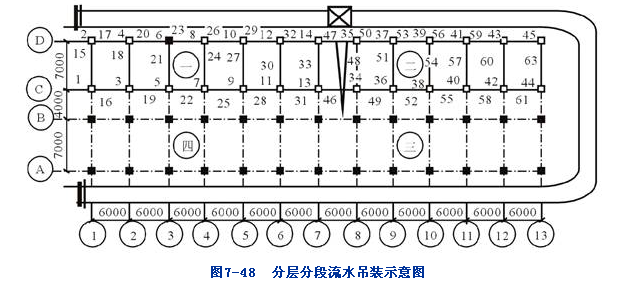 2 17 4 20 6 23 8 26 10 29 12 32 14 47 35 50 37 53 39 56 41 59 43 45
D
15 18 21 一 24 27 30 33 48 51 二 54 57 60 63
7000
1 3 5 7 9 11 13 34 36 38 40 42 44
C
16 19 22 25 28 31 46 49 52 55 58 61
4000
B
四 三
7000
A
6000 6000 6000 6000 6000 6000 6000 6000 6000 6000 6000 6000
1 2 3 4 5 6 7 8 9 10 11 12 13
图7-48 分层分段流水吊装示意图